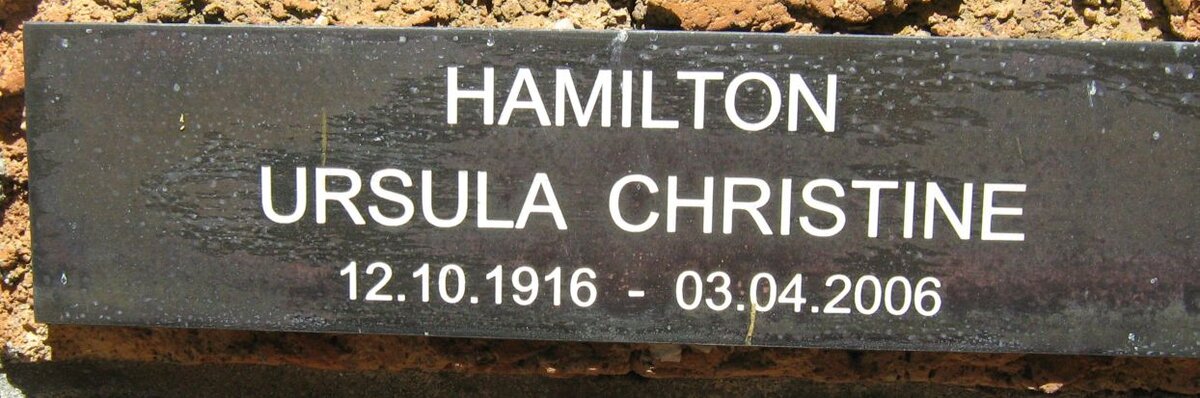 HAMILTON
URSULA CHRISTINE
12.10.1916 - 03.04.2006